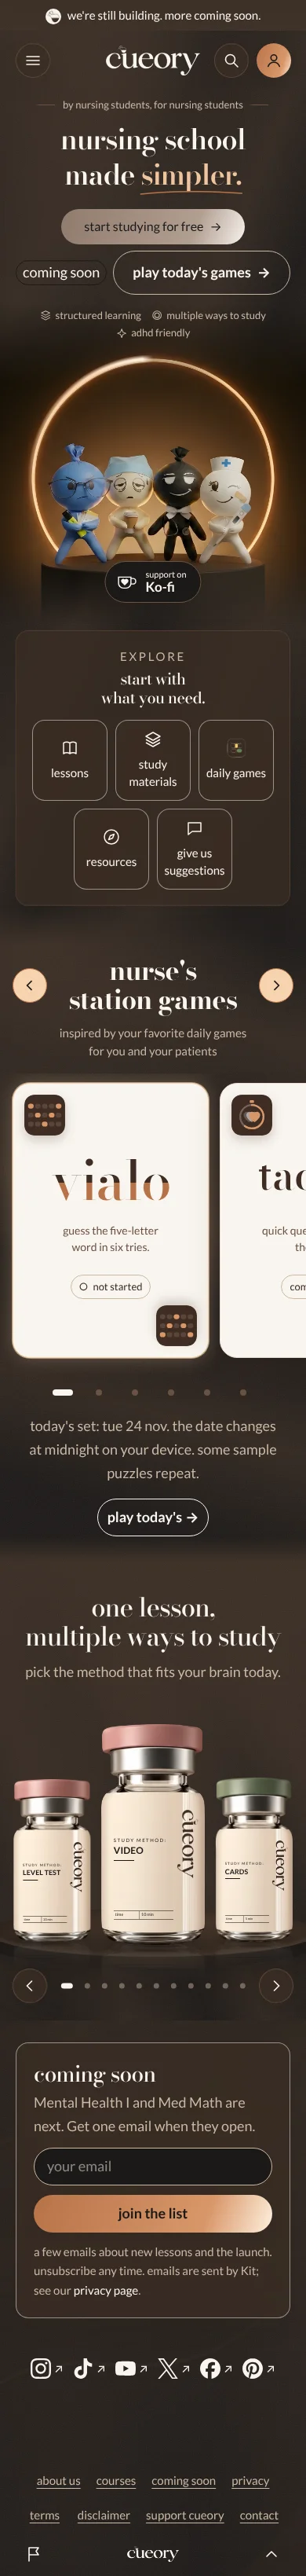 we're still building. more coming soon.
cueory
by nursing students, for nursing students
nursing school
made simpler.
start studying for free →
coming soon
play today's games →
structured learning
multiple ways to study
adhd friendly
support on
Ko-fi
EXPLORE
start with
what you need.
lessons
study
materials
daily games
resources
give us
suggestions
nurse's
station games
inspired by your favorite daily games
for you and your patients
vialo
guess the five-letter
word in six tries.
not started
today's set: tue 24 nov. the date changes
at midnight on your device. some sample
puzzles repeat.
play today's →
one lesson,
multiple ways to study
pick the method that fits your brain today.
STUDY METHOD:
LEVEL TEST
cueory
STUDY METHOD:
VIDEO
cueory
STUDY METHOD:
CARDS
cueory
coming soon
Mental Health I and Med Math are
next. Get one email when they open.
your email
join the list
a few emails about new lessons and the launch.
unsubscribe any time. emails are sent by Kit;
see our privacy page.
about us
courses
coming soon
privacy
terms
disclaimer
support cueory
contact
cueory